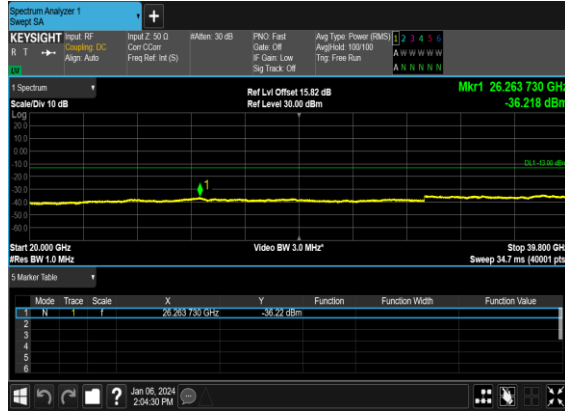 Spectrum Analyzer 1
Swept SA
+
KEYSIGHT Input: RF Input Z: 50 Ω #Atten: 30 dB PNO: Fast Avg Type: Power (RMS) 1 2 3 4 5 6
R T Coupling: DC Corr CCorr Gate: Off Avg|Hold: 100/100 A W W W W W
Align: Auto Freq Ref: Int (S) IF Gain: Low Trig: Free Run
Sig Track: Off A N N N N N
1 Spectrum
Ref Lvl Offset 15.82 dB Mkr1 26.263 730 GHz
Scale/Div 10 dB Ref Level 30.00 dBm -36.218 dBm
Log
20.0
10.0
0.00
-10.0
DL1 -13.00 dBm
-20.0
-30.0
1
-40.0
-50.0
-60.0
Start 20.000 GHz Video BW 3.0 MHz* Stop 39.800 GH
#Res BW 1.0 MHz Sweep 34.7 ms (40001 pts
5 Marker Table
Mode Trace Scale X Y Function Function Width Function Value
1 N 1 f 26.263 730 GHz -36.22 dBm
2
3
4
5
6
?
Jan 06, 2024
2:04:30 PM